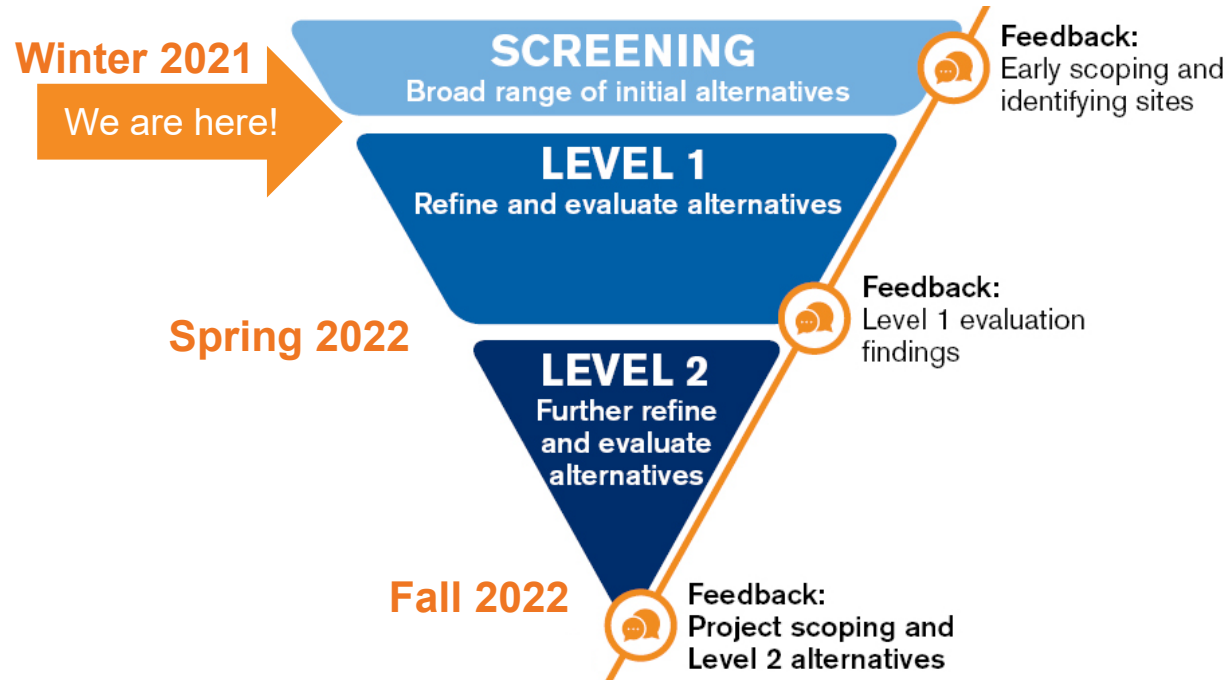 Winter 2021
We are here!
SCREENING
Broad range of initial alternatives
Feedback:
Early scoping and
identifying sites
LEVEL 1
Refine and evaluate alternatives
Feedback:
Level 1 evaluation
findings
Spring 2022
LEVEL 2
Further refine
and evaluate
alternatives
Fall 2022
Feedback:
Project scoping and
Level 2 alternatives